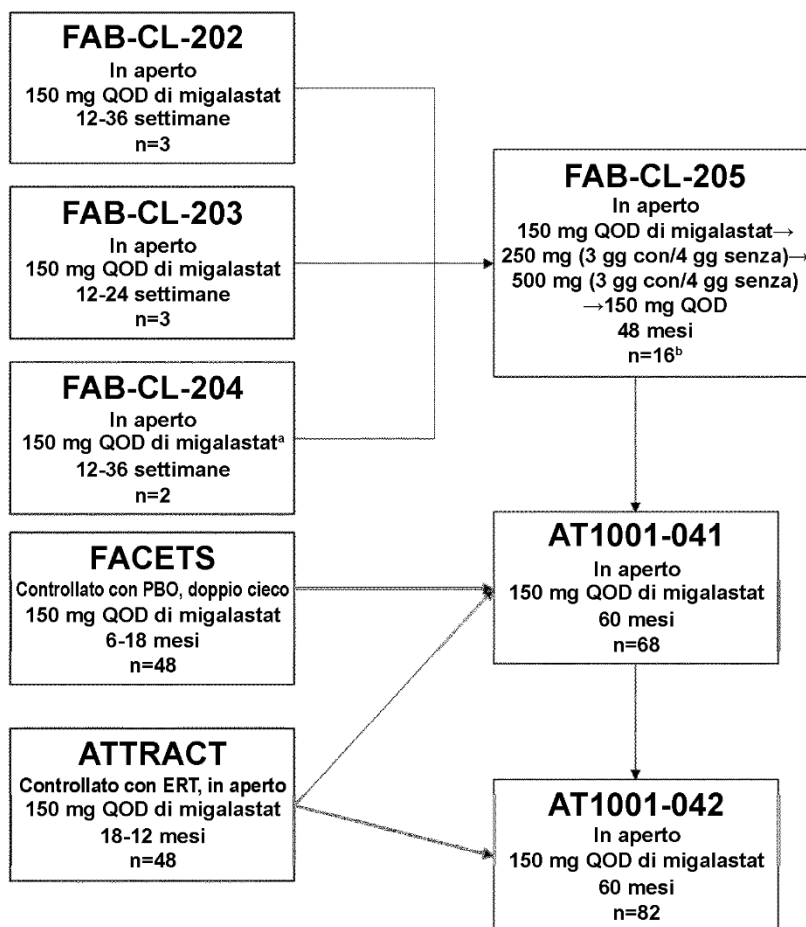 FAB-CL-202
In aperto
150 mg QOD di migalastat
12-36 settimane
n=3
FAB-CL-203
In aperto
150 mg QOD di migalastat
12-24 settimane
n=3
FAB-CL-204
In aperto
150 mg QOD di migalastatᵃ
12-36 settimane
n=2
FACETS
Controllato con PBO, doppio cieco
150 mg QOD di migalastat
6-18 mesi
n=48
ATTRACT
Controllato con ERT, in aperto
150 mg QOD di migalastat
18-12 mesi
n=48
FAB-CL-205
In aperto
150 mg QOD di migalastat→
250 mg (3 gg con/4 gg senza)→
500 mg (3 gg con/4 gg senza)
→150 mg QOD
48 mesi
n=16ᵇ
AT1001-041
In aperto
150 mg QOD di migalastat
60 mesi
n=68
AT1001-042
In aperto
150 mg QOD di migalastat
60 mesi
n=82